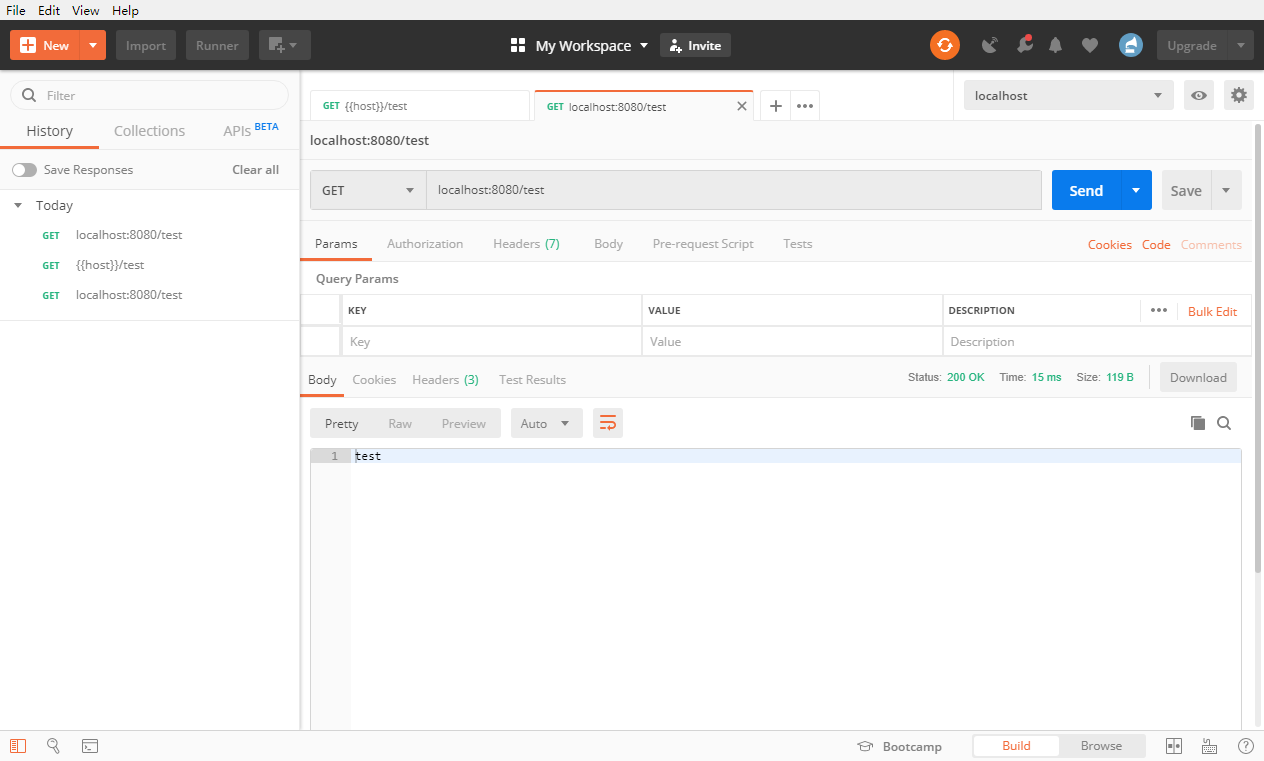 File Edit View Help
New Import Runner My Workspace Invite Upgrade
Filter
History Collections APIs BETA
Save Responses Clear all
Today
GET localhost:8080/test
GET {{host}}/test
GET localhost:8080/test
GET {{host}}/test GET localhost:8080/test localhost
localhost:8080/test
GET localhost:8080/test Send Save
Params Authorization Headers (7) Body Pre-request Script Tests Cookies Code Comments
Query Params
KEY VALUE DESCRIPTION Bulk Edit
Key Value Description
Body Cookies Headers (3) Test Results Status: 200 OK Time: 15 ms Size: 119 B Download
Pretty Raw Preview Auto
1 test
Bootcamp Build Browse